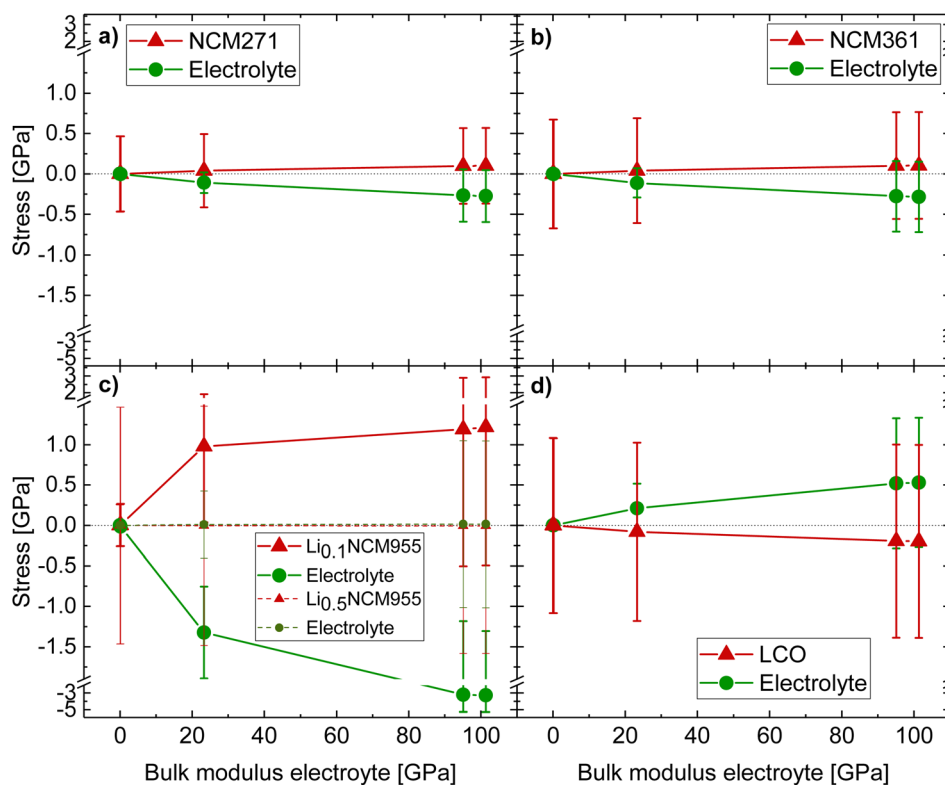 a)
NCM271
Electrolyte
b)
NCM361
Electrolyte
3
2
1.0
0.5
0.0
-0.5
-1.0
-1.5
-3
-5
Stress [GPa]
c)
Li0.1NCM955
Electrolyte
Li0.5NCM955
Electrolyte
d)
LCO
Electrolyte
3
2
1.0
0.5
0.0
-0.5
-1.0
-1.5
-3
-5
Stress [GPa]
0 20 40 60 80 100
0 20 40 60 80 100
Bulk modulus electroyte [GPa]
Bulk modulus electroyte [GPa]